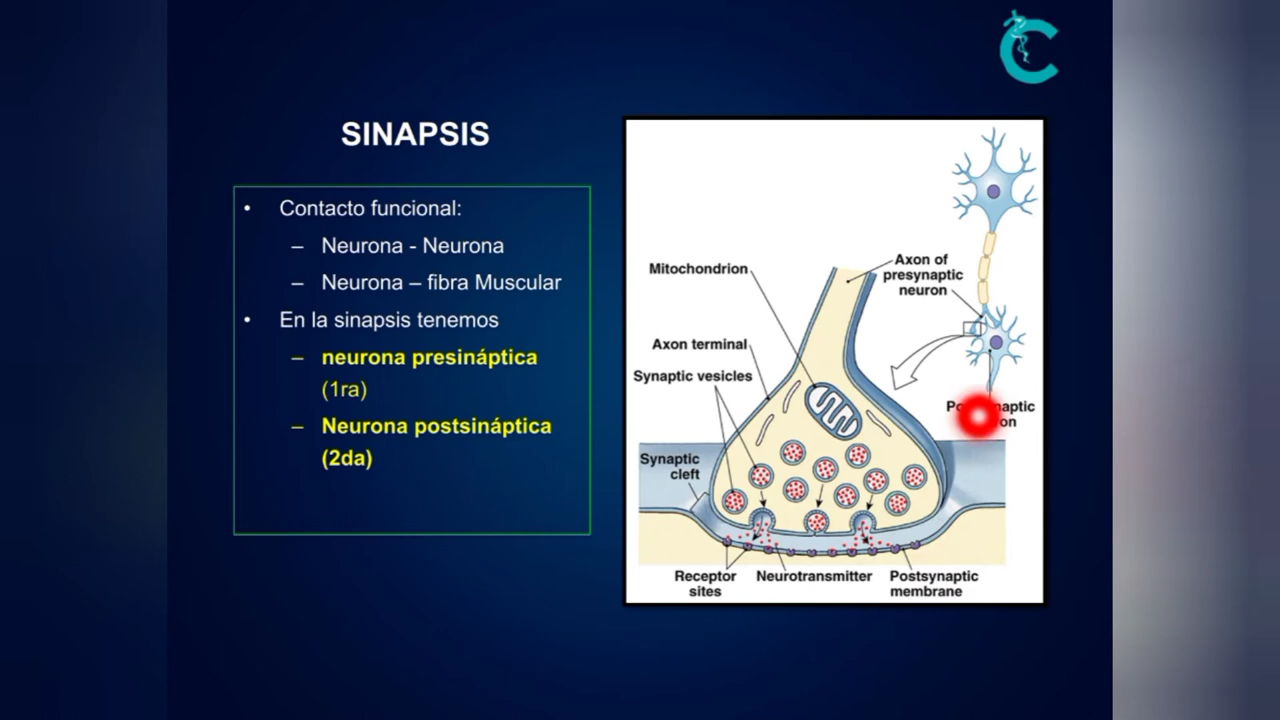 SINAPSIS
• Contacto funcional:
– Neurona - Neurona
– Neurona – fibra Muscular
• En la sinapsis tenemos
– neurona presináptica
(1ra)
– Neurona postsináptica
(2da)
Mitochondrion
Axon of
presynaptic
neuron
Axon terminal
Synaptic vesicles
Synaptic
cleft
Receptor
sites
Neurotransmitter
Postsynaptic
membrane